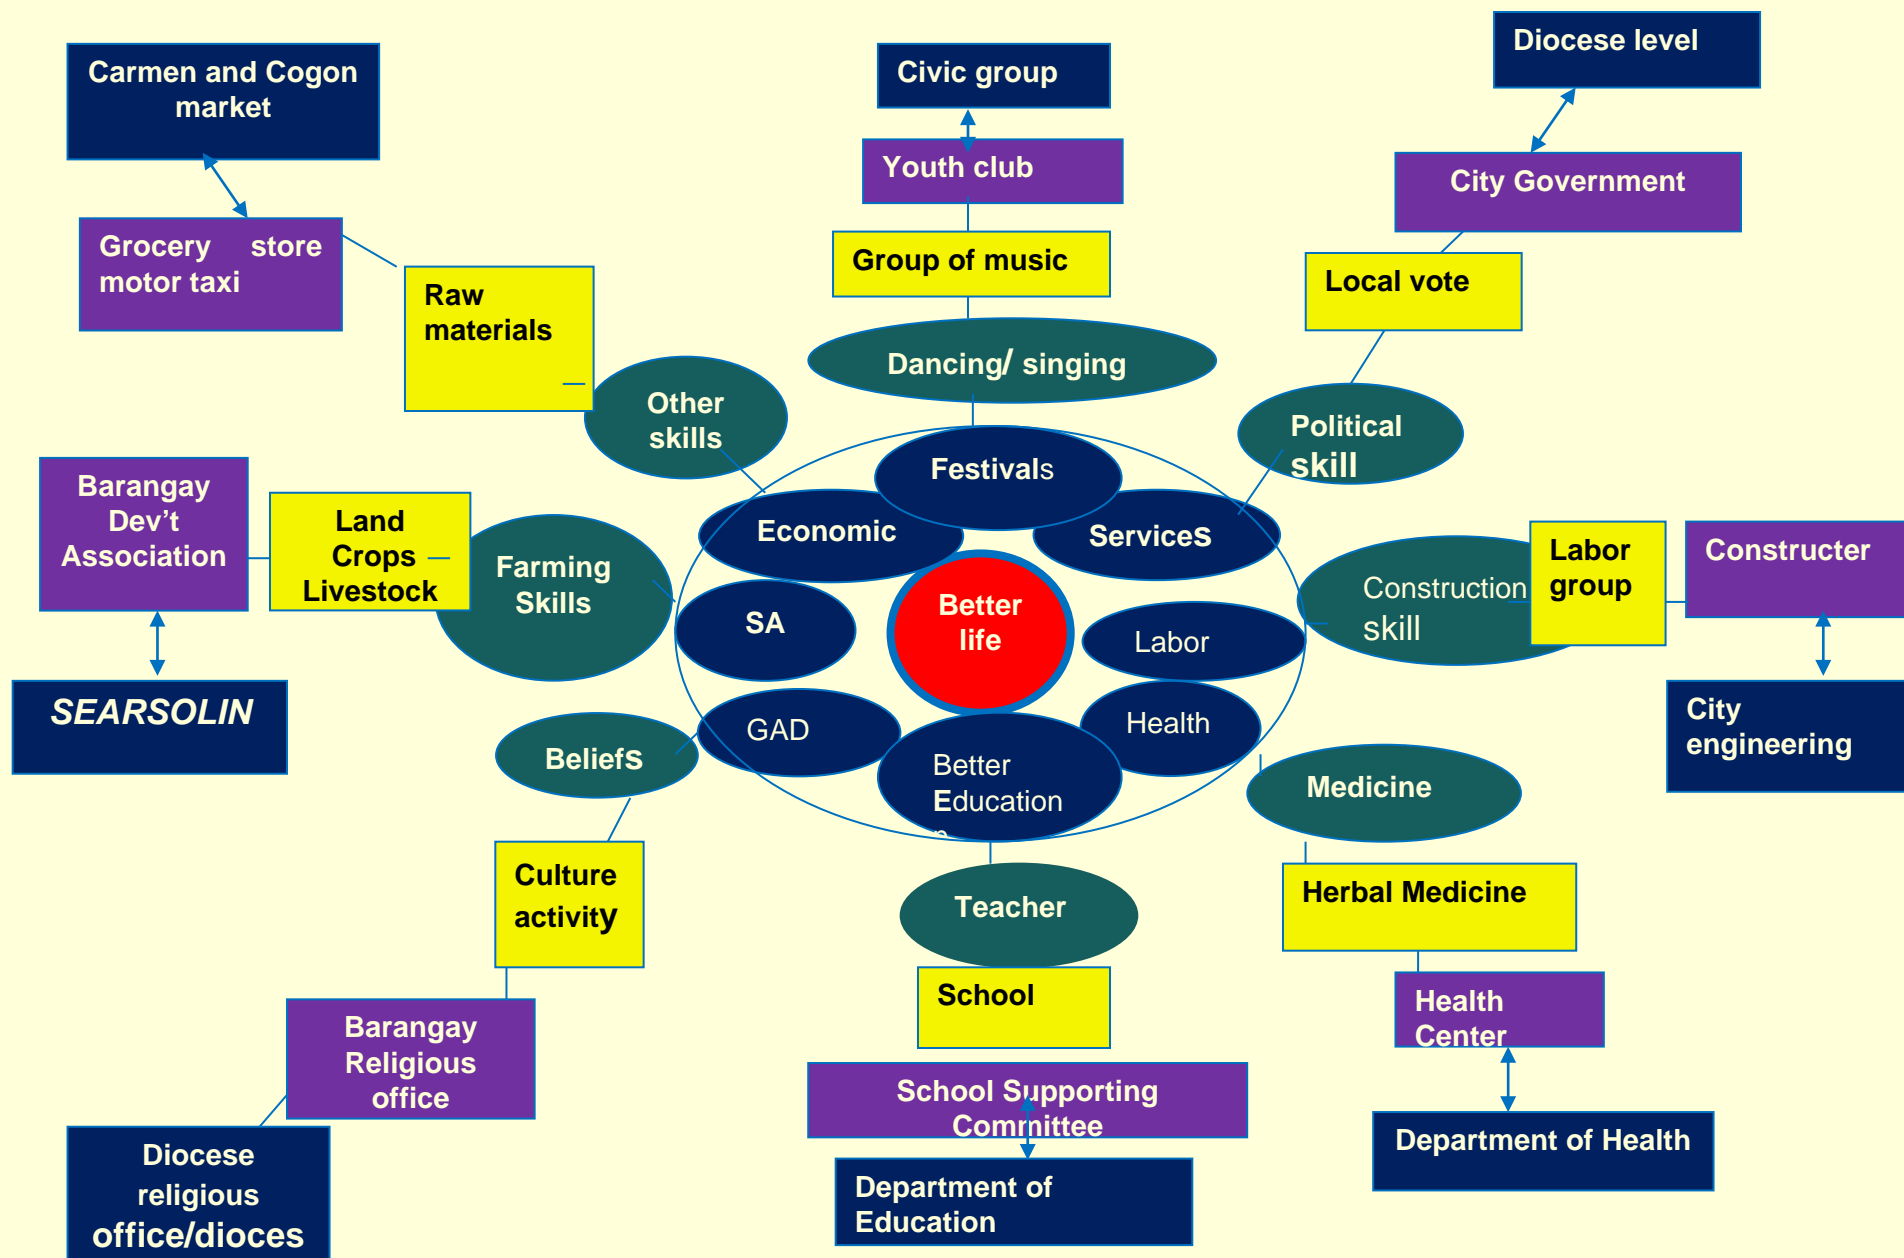 Carmen and Cogon
market
Civic group
Diocese level
Youth club
City Government
Grocery store
motor taxi
Group of music
Local vote
Raw
materials
Dancing/ singing
Other
skills
Political
skill
Festivals
Economic
Services
Barangay
Dev’t
Association
Land
Crops
Livestock
Farming
Skills
SA
Better
life
Labor
Construction
skill
Labor
group
Constructer
SEARSOLIN
City
engineering
GAD
Health
Beliefs
Better
Education
Medicine
Culture
activity
Teacher
Herbal Medicine
School
Health
Center
Barangay
Religious
office
School Supporting
Committee
Department of Health
Diocese
religious
office/dioces
Department of
Education